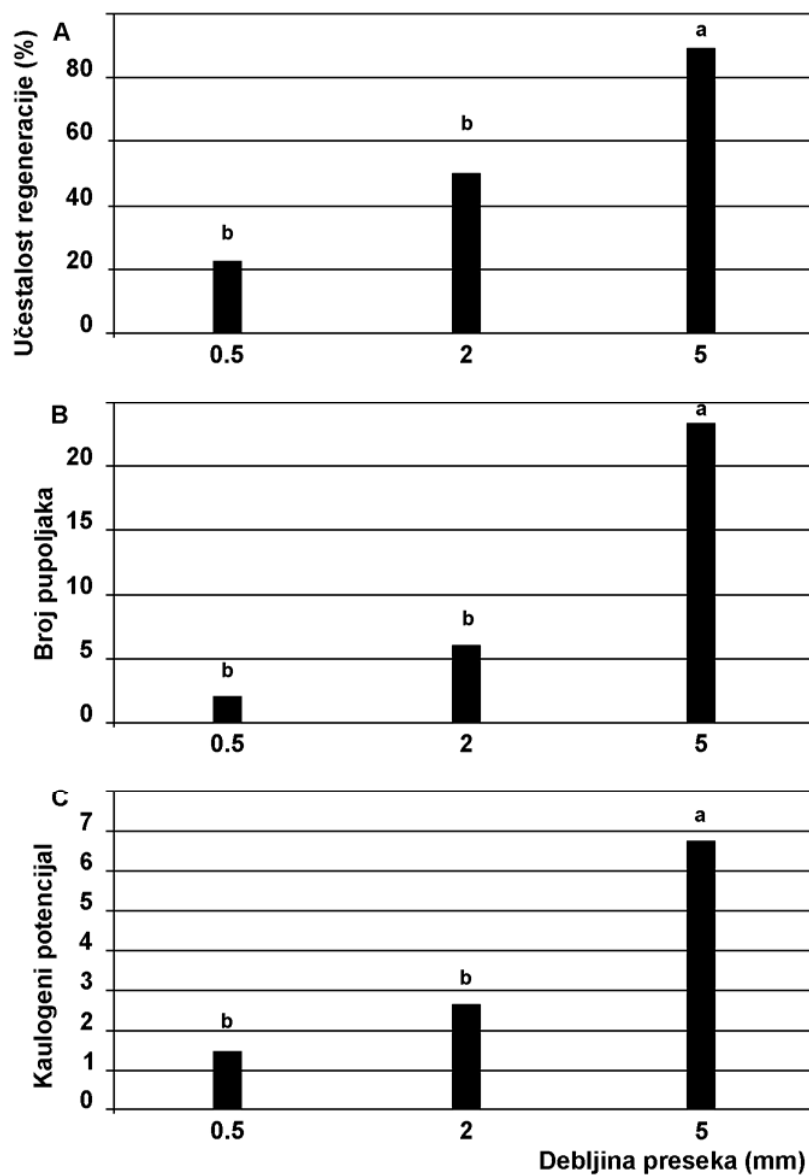 A
Učestalost regeneracije (%)
80
60
40
20
0
b
b
a
0.5 2 5
B
Broj pupoljaka
20
15
10
5
0
b
b
a
0.5 2 5
C
Kaulogeni potencijal
7
6
5
4
3
2
1
0
b
b
a
0.5 2 5
Debljina preseka (mm)